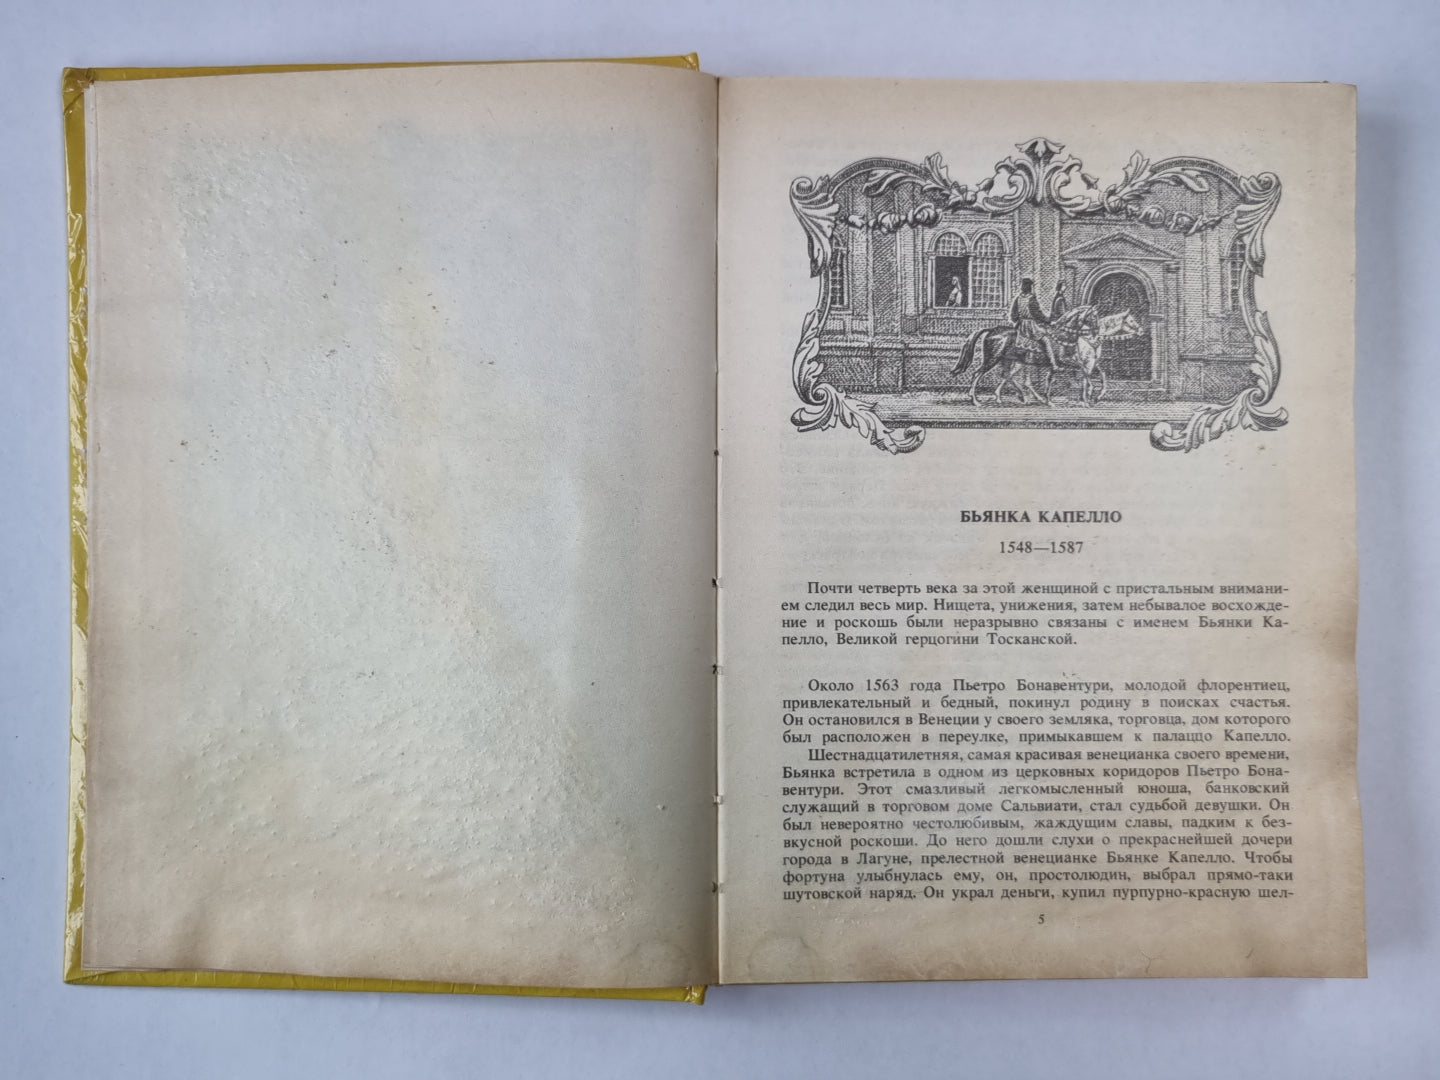 БЬЯНКА КАПЕЛЛО
1548—1587
Почти четверть века за этой женщиной с пристальным внимани-
ем следил весь мир. Нищета, унижения, затем небывалое восхожде-
ние и роскошь были неразрывно связаны с именем Бьянки Ка-
пелло, Великой герцогини Тосканской.
Около 1563 года Пьетро Бонавентури, молодой флорентиец,
привлекательный и бедный, покинул родину в поисках счастья.
Он остановился в Венеции у своего земляка, торговца, дом которого
был расположен в переулке, примыкавшем к палаццо Капелло.
Шестнадцатилетняя, самая красивая венецианка своего времени,
Бьянка встретила в одном из церковных коридоров Пьетро Бона-
вентури. Этот смазливый легкомысленный юноша, банковский
служащий в торговом доме Сальвиати, стал судьбой девушки. Он
был невероятно честолюбивым, жаждущим славы, падким к без-
вкусной роскоши. До него дошли слухи о прекраснейшей дочери
города в Лагуне, прелестной венецианке Бьянке Капелло. Чтобы
фортуна улыбнулась ему, он, простолюдин, выбрал прямо-таки
шутовской наряд. Он украл деньги, купил пурпурно-красную шел-
5